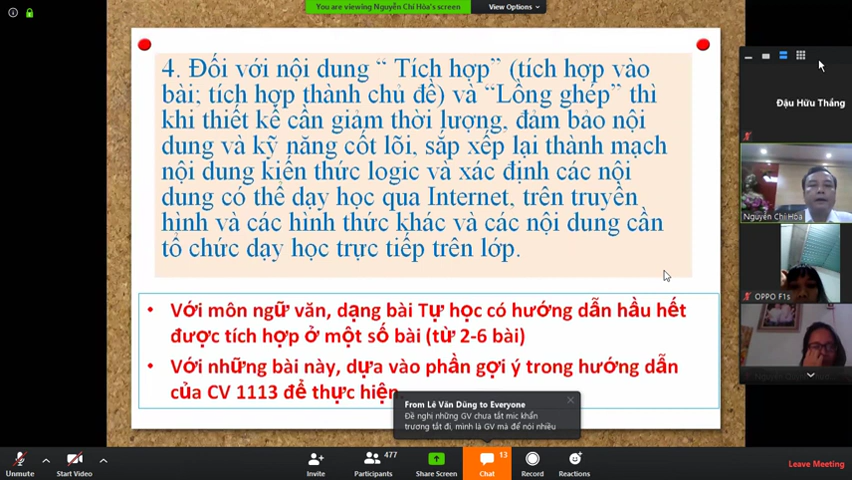 You are viewing Nguyễn Chí Hòa's screen
View Options
4. Đối với nội dung “ Tích hợp” (tích hợp vào
bài; tích hợp thành chủ đề) và “Lồng ghép” thì
khi thiết kế cần giảm thời lượng, đảm bảo nội
dung và kỹ năng cốt lõi, sắp xếp lại thành mạch
nội dung kiến thức logic và xác định các nội
dung có thể dạy học qua Internet, trên truyền
hình và các hình thức khác và các nội dung cần
tổ chức dạy học trực tiếp trên lớp.
• Với môn ngữ văn, dạng bài Tự học có hướng dẫn hầu hết
được tích hợp ở một số bài (từ 2-6 bài)
• Với những bài này, dựa vào phần gợi ý trong hướng dẫn
của CV 1113 để thực hiện.
From Lê Văn Dũng to Everyone
Đề nghị những GV chưa tắt mic khẩn
trương tắt đi, mình là GV mà để nói nhiều
Đậu Hữu Thắng
Nguyễn Chí Hòa
OPPO F1s
Unmute
Start Video
Invite
477
Participants
Share Screen
13
Chat
Record
Reactions
Leave Meeting